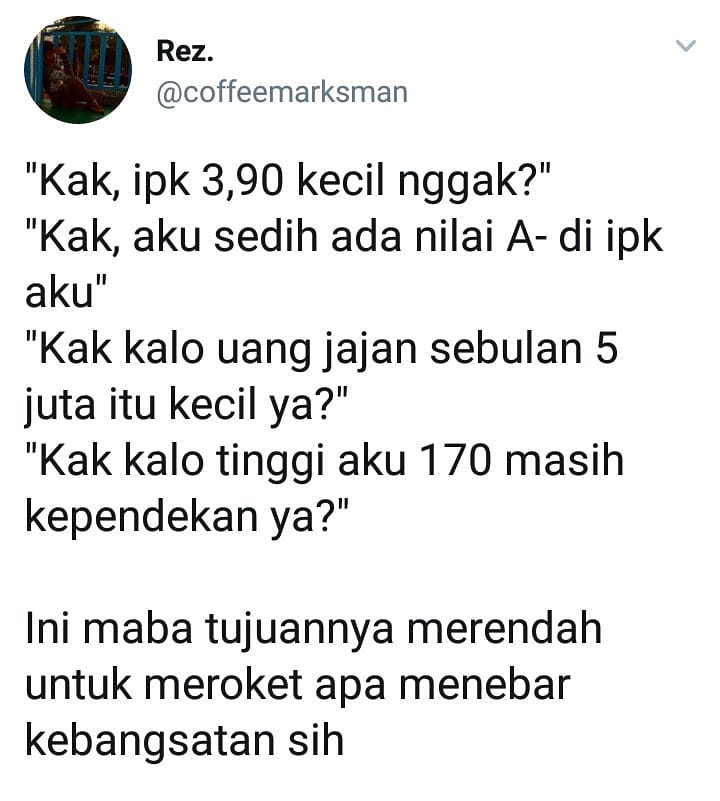 Rez.
@coffeemarksman
"Kak, ipk 3,90 kecil nggak?"
"Kak, aku sedih ada nilai A- di ipk
aku"
"Kak kalo uang jajan sebulan 5
juta itu kecil ya?"
"Kak kalo tinggi aku 170 masih
kependekan ya?"
Ini maba tujuannya merendah
untuk meroket apa menebar
kebangsatan sih